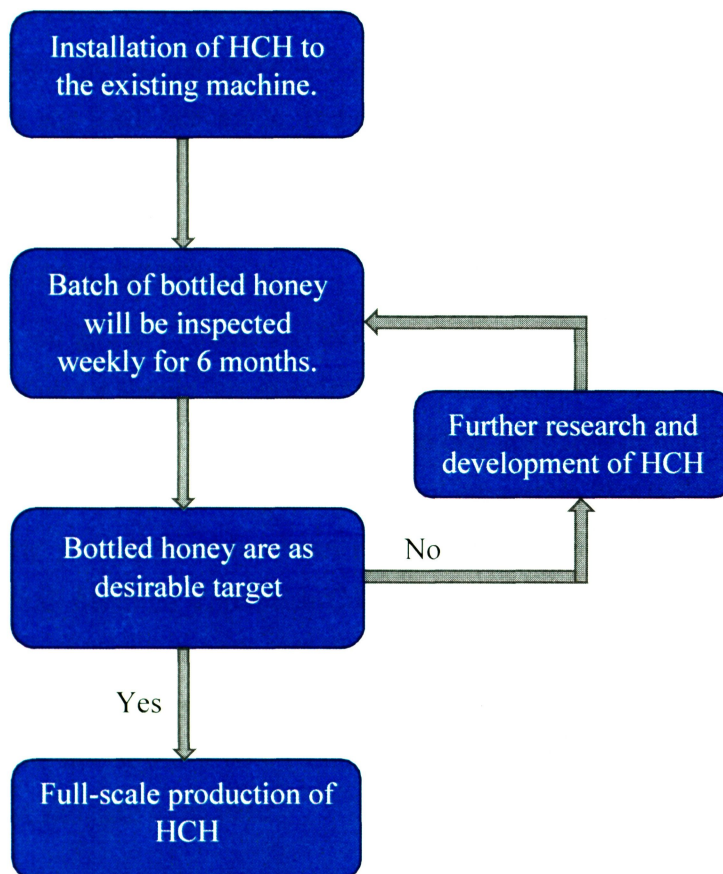 Installation of HCH to
the existing machine.
Batch of bottled honey
will be inspected
weekly for 6 months.
Further research and
development of HCH
Bottled honey are as
desirable target
No
Yes
Full-scale production of
HCH